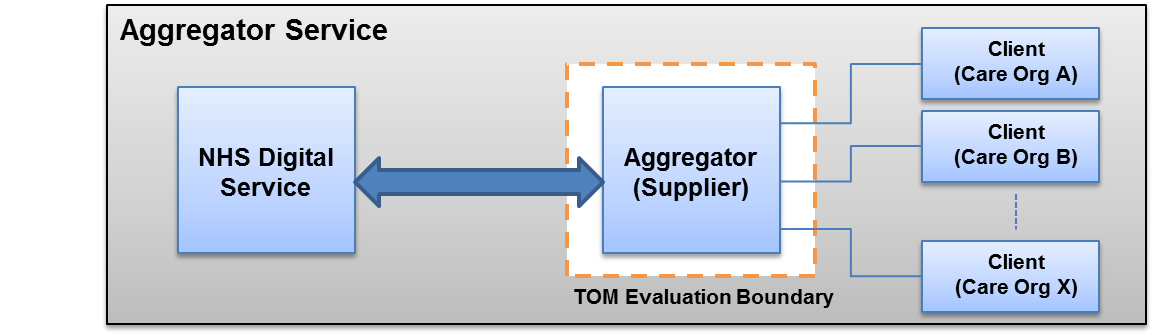 Aggregator Service
NHS Digital
Service
Aggregator
(Supplier)
TOM Evaluation Boundary
Client
(Care Org A)
Client
(Care Org B)
Client
(Care Org X)